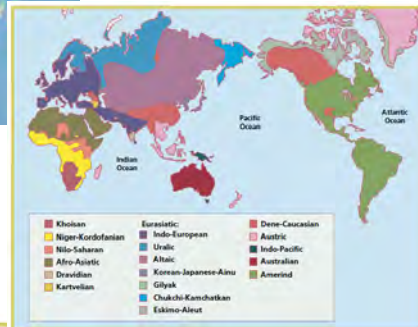 Pacific
Ocean
Atlantic
Ocean
Indian
Ocean
Khoisan
Niger-Kordofanian
Nilo-Saharan
Afro-Asiatic
Dravidian
Kartvelian
Eurasiatic:
Indo-European
Uralic
Altaic
Korean-Japanese-Ainu
Gilyak
Chukchi-Kamchatkan
Eskimo-Aleut
Dene-Caucasian
Austric
Indo-Pacific
Australian
Amerind